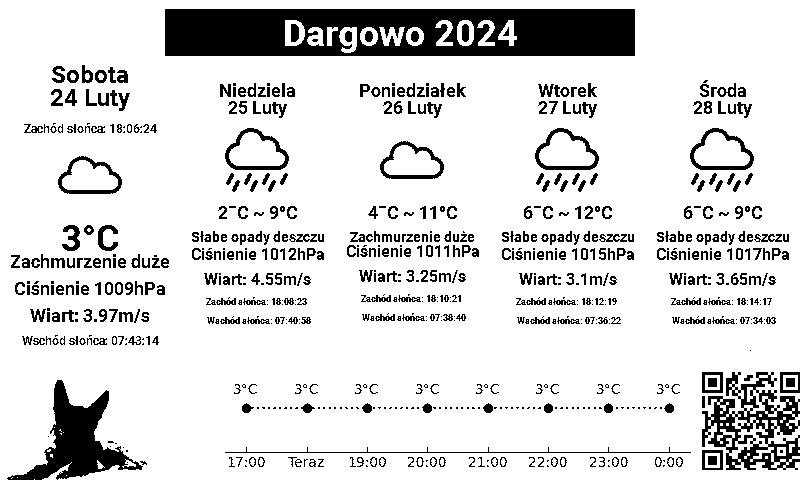 Dargowo 2024
Sobota
24 Luty
Zachód słońca: 18:06:24
3°C
Zachmurzenie duże
Ciśnienie 1009hPa
Wiart: 3.97m/s
Wschód słońca: 07:43:14
Niedziela
25 Luty
2¯C ~ 9°C
Słabe opady deszczu
Ciśnienie 1012hPa
Wiart: 4.55m/s
Zachód słońca: 18:08:23
Wschód słońca: 07:40:58
Poniedziałek
26 Luty
4¯C ~ 11°C
Zachmurzenie duże
Ciśnienie 1011hPa
Wiart: 3.25m/s
Zachód słońca: 18:10:21
Wschód słońca: 07:38:40
Wtorek
27 Luty
6¯C ~ 12°C
Słabe opady deszczu
Ciśnienie 1015hPa
Wiart: 3.1m/s
Zachód słońca: 18:12:19
Wschód słońca: 07:36:22
Środa
28 Luty
6¯C ~ 9°C
Słabe opady deszczu
Ciśnienie 1017hPa
Wiart: 3.65m/s
Zachód słońca: 18:14:17
Wschód słońca: 07:34:03
3°C 3°C 3°C 3°C 3°C 3°C 3°C 3°C
17:00 Teraz 19:00 20:00 21:00 22:00 23:00 0:00